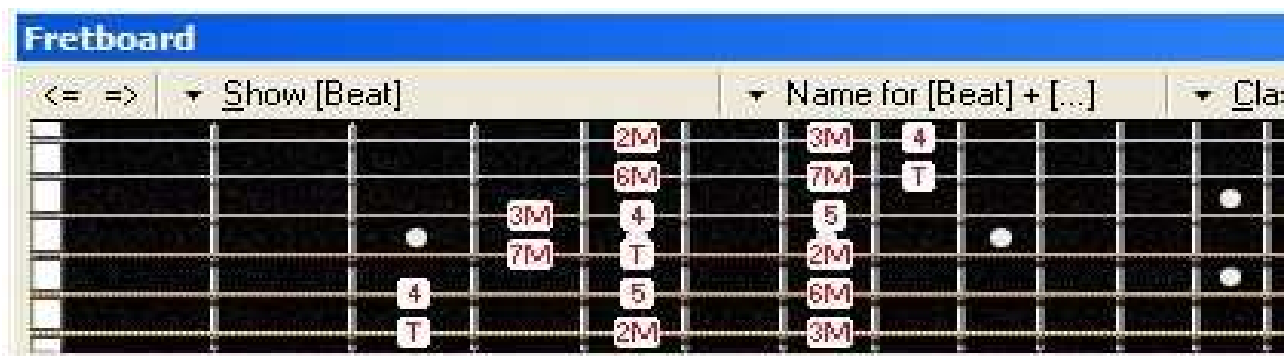 Fretboard
<= => Show [Beat] Name for [Beat] + [...] Cla
2M 3M 4
6M 7M T
3M 4 5
7M T 2M
4 5 6M
T 2M 3M